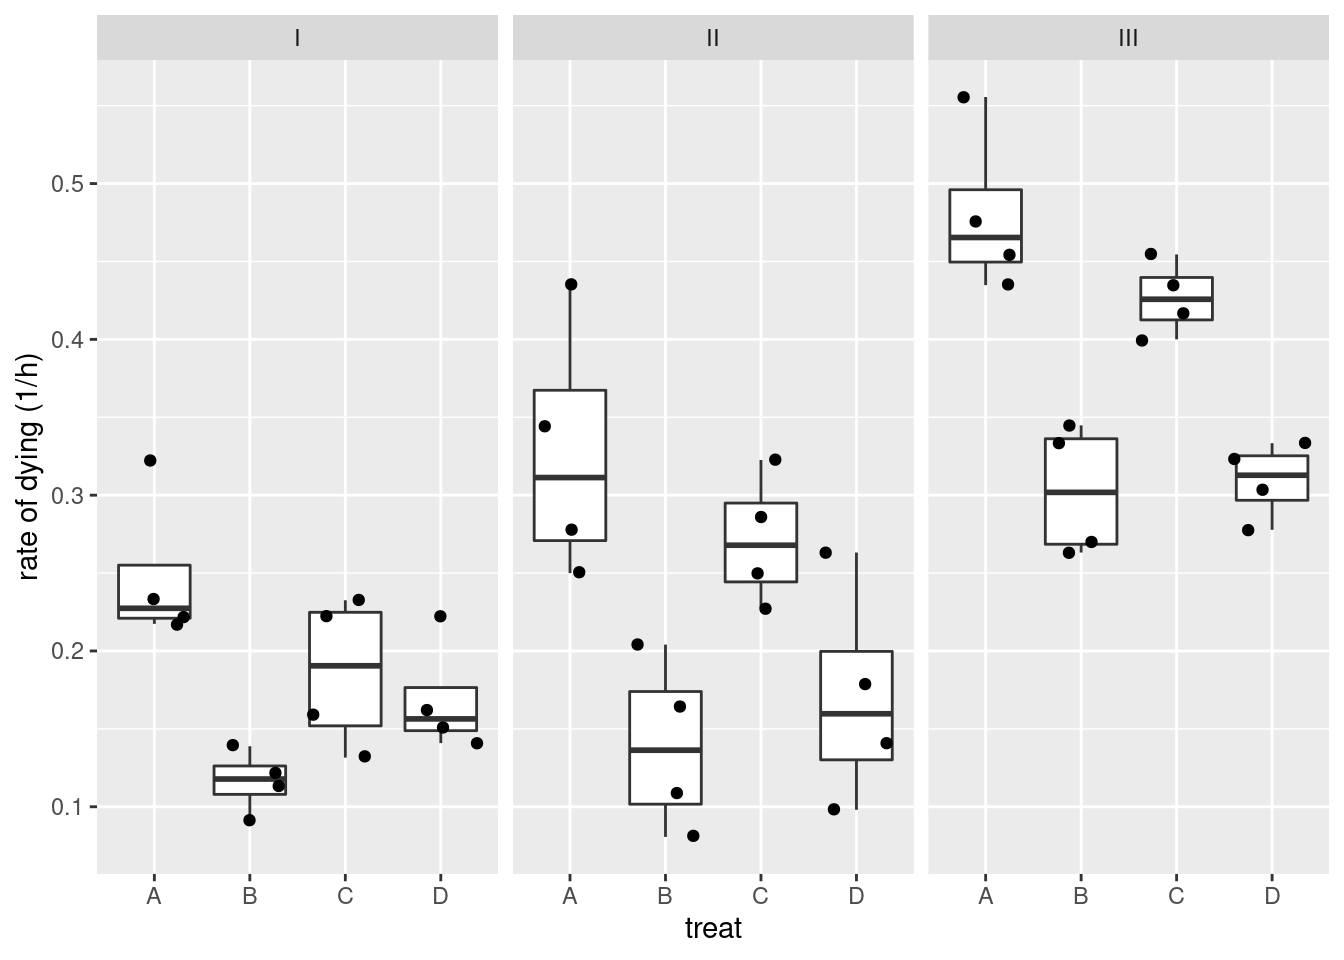 I II III
rate of dying (1/h)
0.5
0.4
0.3
0.2
0.1
A B C D A B C D A B C D
treat